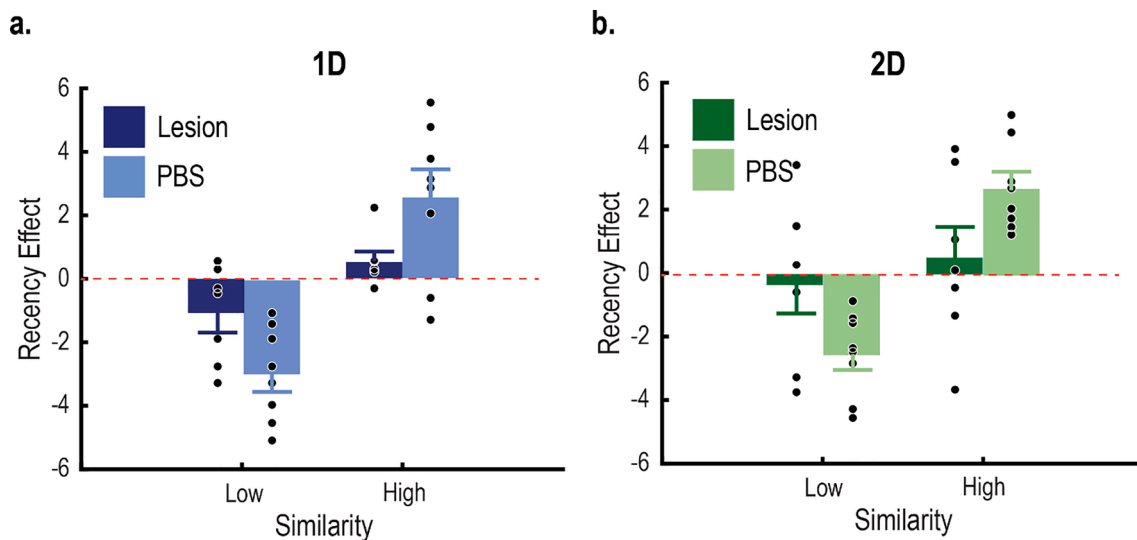 a.
1D
Lesion
PBS
Recency Effect
6
4
2
0
-2
-4
-6
Low
High
Similarity
b.
2D
Lesion
PBS
Recency Effect
6
4
2
0
-2
-4
-6
Low
High
Similarity